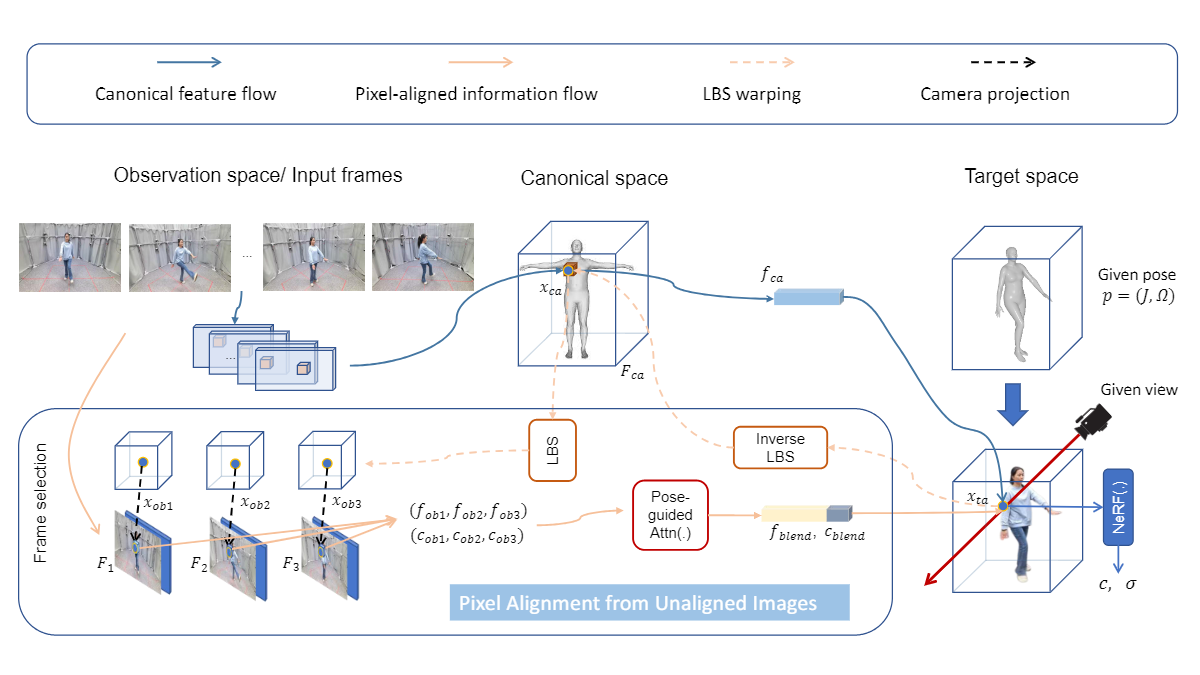 Canonical feature flow
Pixel-aligned information flow
LBS warping
Camera projection
Observation space/ Input frames
Canonical space
Target space
...
...
x_{ca}
F_{ca}
f_{ca}
Given pose
p = (J, Ω)
Given view
Frame selection
x_{ob1}
x_{ob2}
x_{ob3}
F_1
F_2
F_3
LBS
Inverse
LBS
(f_{ob1}, f_{ob2}, f_{ob3})
(c_{ob1}, c_{ob2}, c_{ob3})
Pose-
guided
Attn(.)
f_{blend}, c_{blend}
x_{ta}
NeRF(.)
c, σ
Pixel Alignment from Unaligned Images